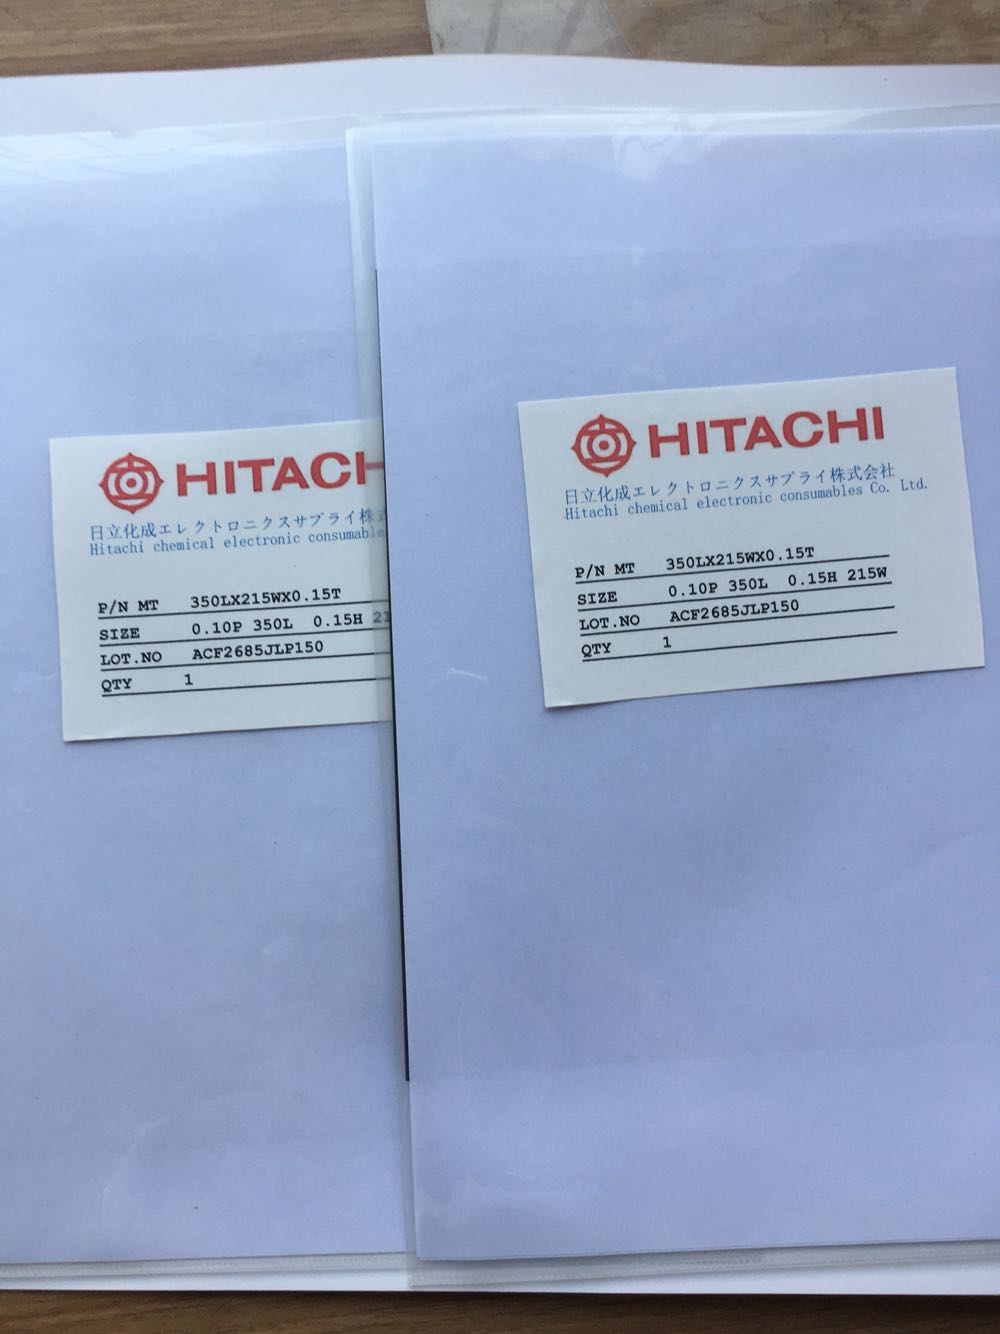 HITACH
日立化成エレクトロニクスサプライ株
Hitachi chemical electronic consumable
P/N MT 350LX215WX0.15T
SIZE 0.10P 350L 0.15H 21
LOT.NO ACF2685JLP150
QTY 1
HITACHI
日立化成エレクトロニクスサプライ株式会社
Hitachi chemical electronic consumables Co. Ltd.
P/N MT 350LX215WX0.15T
SIZE 0.10P 350L 0.15H 215W
LOT.NO ACF2685JLP150
QTY 1